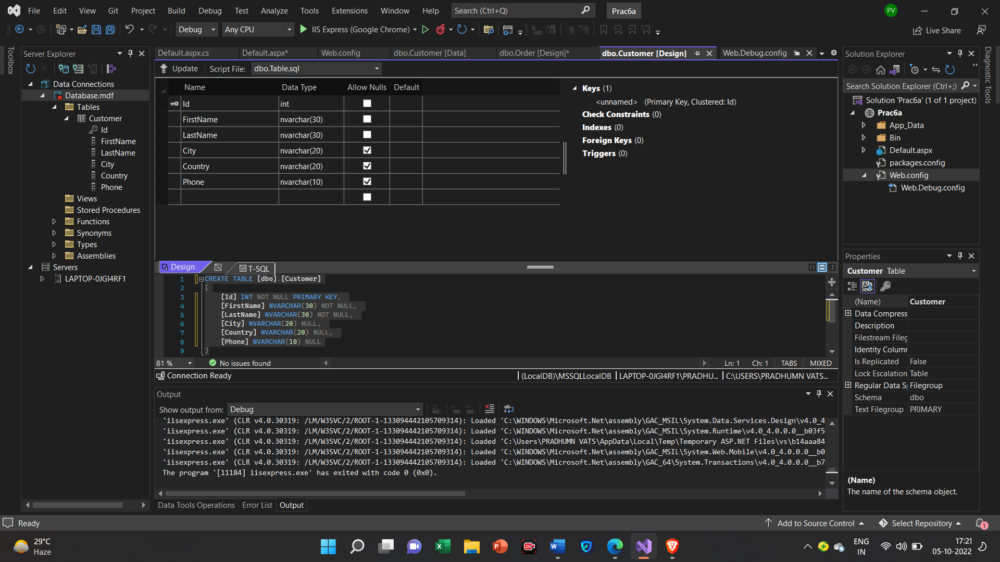 File Edit View Git Project Build Debug Test Analyze Tools Extensions Window Help Search (Ctrl+Q) Prac6a PV
Debug Any CPU IIS Express (Google Chrome) Live Share
Toolbox
Server Explorer
Data Connections
Database.mdf
Tables
Customer
Id
FirstName
LastName
City
Country
Phone
Views
Stored Procedures
Functions
Synonyms
Types
Assemblies
Servers
LAPTOP-0JGI4RF1
Default.aspx.cs Default.aspx* Web.config dbo.Customer [Data] dbo.Order [Design]* dbo.Customer [Design] Web.Debug.config
Update Script File: dbo.Table.sql
Name Data Type Allow Nulls Default
Id int
FirstName nvarchar(30)
LastName nvarchar(30)
City nvarchar(20)
Country nvarchar(20)
Phone nvarchar(10)
Keys (1)
<unnamed> (Primary Key, Clustered: Id)
Check Constraints (0)
Indexes (0)
Foreign Keys (0)
Triggers (0)
Design T-SQL
1 CREATE TABLE [dbo].[Customer]
2 (
3 [Id] INT NOT NULL PRIMARY KEY,
4 [FirstName] NVARCHAR(30) NOT NULL,
5 [LastName] NVARCHAR(30) NOT NULL,
6 [City] NVARCHAR(20) NULL,
7 [Country] NVARCHAR(20) NULL,
8 [Phone] NVARCHAR(10) NULL
9 )
81 % No issues found Ln: 1 Ch: 1 TABS MIXED
Connection Ready (LocalDB)\MSSQLLocalDB LAPTOP-0JGI4RF1\PRADHU... C:\USERS\PRADHUMN VATS...
Output
Show output from: Debug
'iisexpress.exe' (CLR v4.0.30319: /LM/W3SVC/2/ROOT-1-133094442105709314): Loaded 'C:\WINDOWS\Microsoft.Net\assembly\GAC_MSIL\System.Data.Services.Design\v4.0_4
'iisexpress.exe' (CLR v4.0.30319: /LM/W3SVC/2/ROOT-1-133094442105709314): Loaded 'C:\WINDOWS\Microsoft.Net\assembly\GAC_MSIL\System.Runtime\v4.0_4.0.0.0__b03f5
'iisexpress.exe' (CLR v4.0.30319: /LM/W3SVC/2/ROOT-1-133094442105709314): Loaded 'C:\Users\PRADHUMN VATS\AppData\Local\Temp\Temporary ASP.NET Files\vs\b14aaa84
'iisexpress.exe' (CLR v4.0.30319: /LM/W3SVC/2/ROOT-1-133094442105709314): Loaded 'C:\WINDOWS\Microsoft.Net\assembly\GAC_MSIL\System.Web.Mobile\v4.0_4.0.0.0__b0
'iisexpress.exe' (CLR v4.0.30319: /LM/W3SVC/2/ROOT-1-133094442105709314): Loaded 'C:\WINDOWS\Microsoft.Net\assembly\GAC_64\System.Transactions\v4.0_4.0.0.0__b7
The program '[11184] iisexpress.exe' has exited with code 0 (0x0).
Data Tools Operations Error List Output
Solution Explorer
Search Solution Explorer (Ctrl+;)
Solution 'Prac6a' (1 of 1 project)
Prac6a
App_Data
Bin
Default.aspx
packages.config
Web.config
Web.Debug.config
Diagnostic Tools
Properties
Customer Table
(Name) Customer
Data Compress
Description
Filestream Fileg
Identity Colum
Is Replicated False
Lock Escalation Table
Regular Data Sp Filegroup
Schema dbo
Text Filegroup PRIMARY
(Name)
The name of the schema object.
Ready Add to Source Control Select Repository 1
29°C
Haze
ENG
IN
17:21
05-10-2022